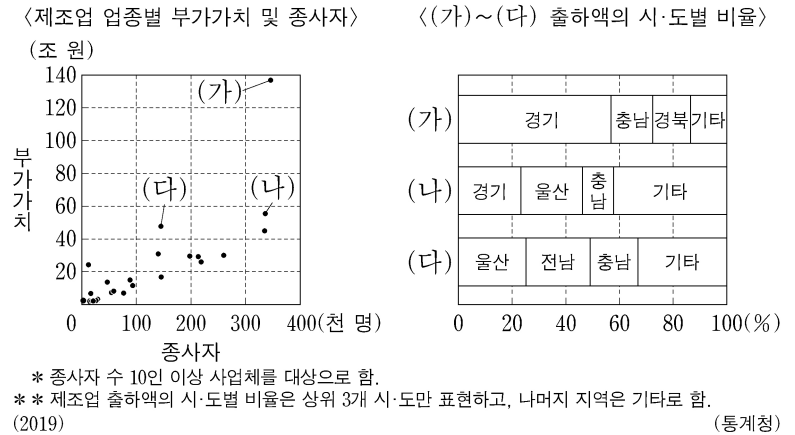 〈제조업 업종별 부가가치 및 종사자〉
(조 원)
140
120
100
80
60
40
20
0
100
200
300
400(천 명)
부가가치
종사자
(가)
(다)
(나)
〈(가)~(다) 출하액의 시·도별 비율〉
(가) 경기 충남 경북 기타
(나) 경기 울산 충남 기타
(다) 울산 전남 충남 기타
0 20 40 60 80 100(%)
* 종사자 수 10인 이상 사업체를 대상으로 함.
* * 제조업 출하액의 시·도별 비율은 상위 3개 시·도만 표현하고, 나머지 지역은 기타로 함.
(2019) (통계청)